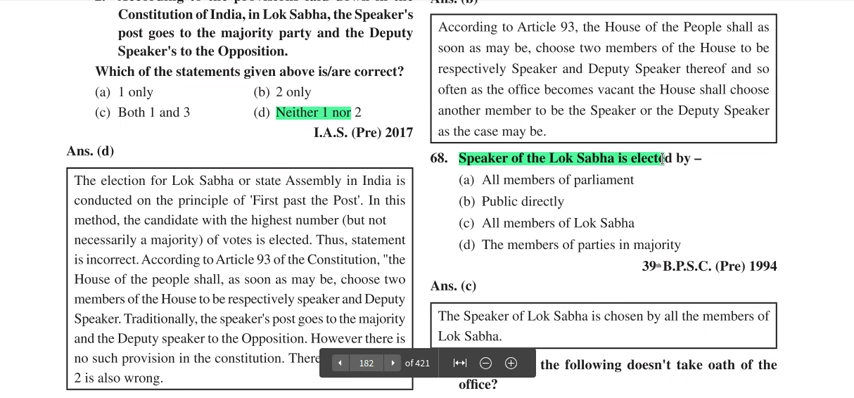 Constitution of India, in Lok Sabha, the Speaker's
post goes to the majority party and the Deputy
Speaker's to the Opposition.
Which of the statements given above is/are correct?
(a) 1 only (b) 2 only
(c) Both 1 and 3 (d) Neither 1 nor 2
I.A.S. (Pre) 2017
Ans. (d)
The election for Lok Sabha or state Assembly in India is
conducted on the principle of 'First past the Post'. In this
method, the candidate with the highest number (but not
necessarily a majority) of votes is elected. Thus, statement
is incorrect. According to Article 93 of the Constitution, "the
House of the people shall, as soon as may be, choose two
members of the House to be respectively speaker and Deputy
Speaker. Traditionally, the speaker's post goes to the majority
and the Deputy speaker to the Opposition. However there is
no such provision in the constitution. There
2 is also wrong.
According to Article 93, the House of the People shall as
soon as may be, choose two members of the House to be
respectively Speaker and Deputy Speaker thereof and so
often as the office becomes vacant the House shall choose
another member to be the Speaker or the Deputy Speaker
as the case may be.
68. Speaker of the Lok Sabha is elected by –
(a) All members of parliament
(b) Public directly
(c) All members of Lok Sabha
(d) The members of parties in majority
39th B.P.S.C. (Pre) 1994
Ans. (c)
The Speaker of Lok Sabha is chosen by all the members of
Lok Sabha.
the following doesn't take oath of the
office?
182 of 421